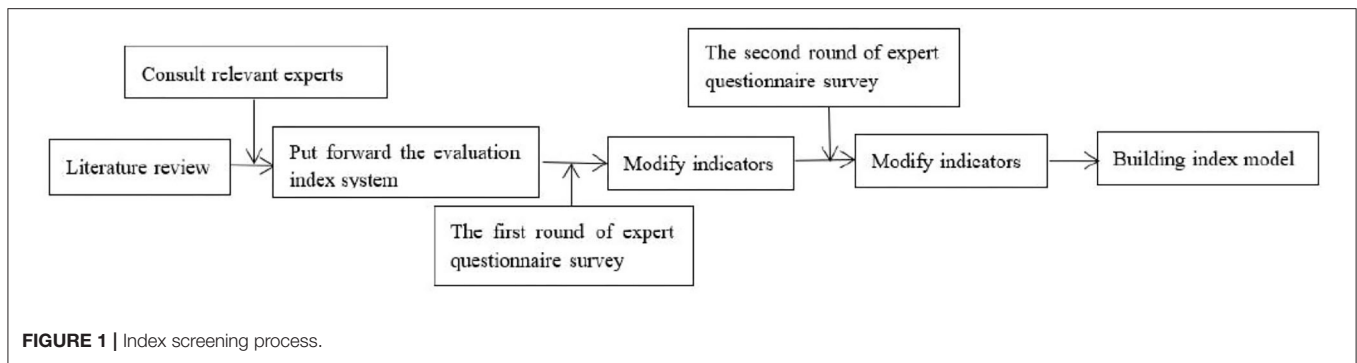 Consult relevant experts
The second round of expert
questionnaire survey
Literature review
Put forward the evaluation
index system
Modify indicators
Modify indicators
Building index model
The first round of expert
questionnaire survey
FIGURE 1 | Index screening process.